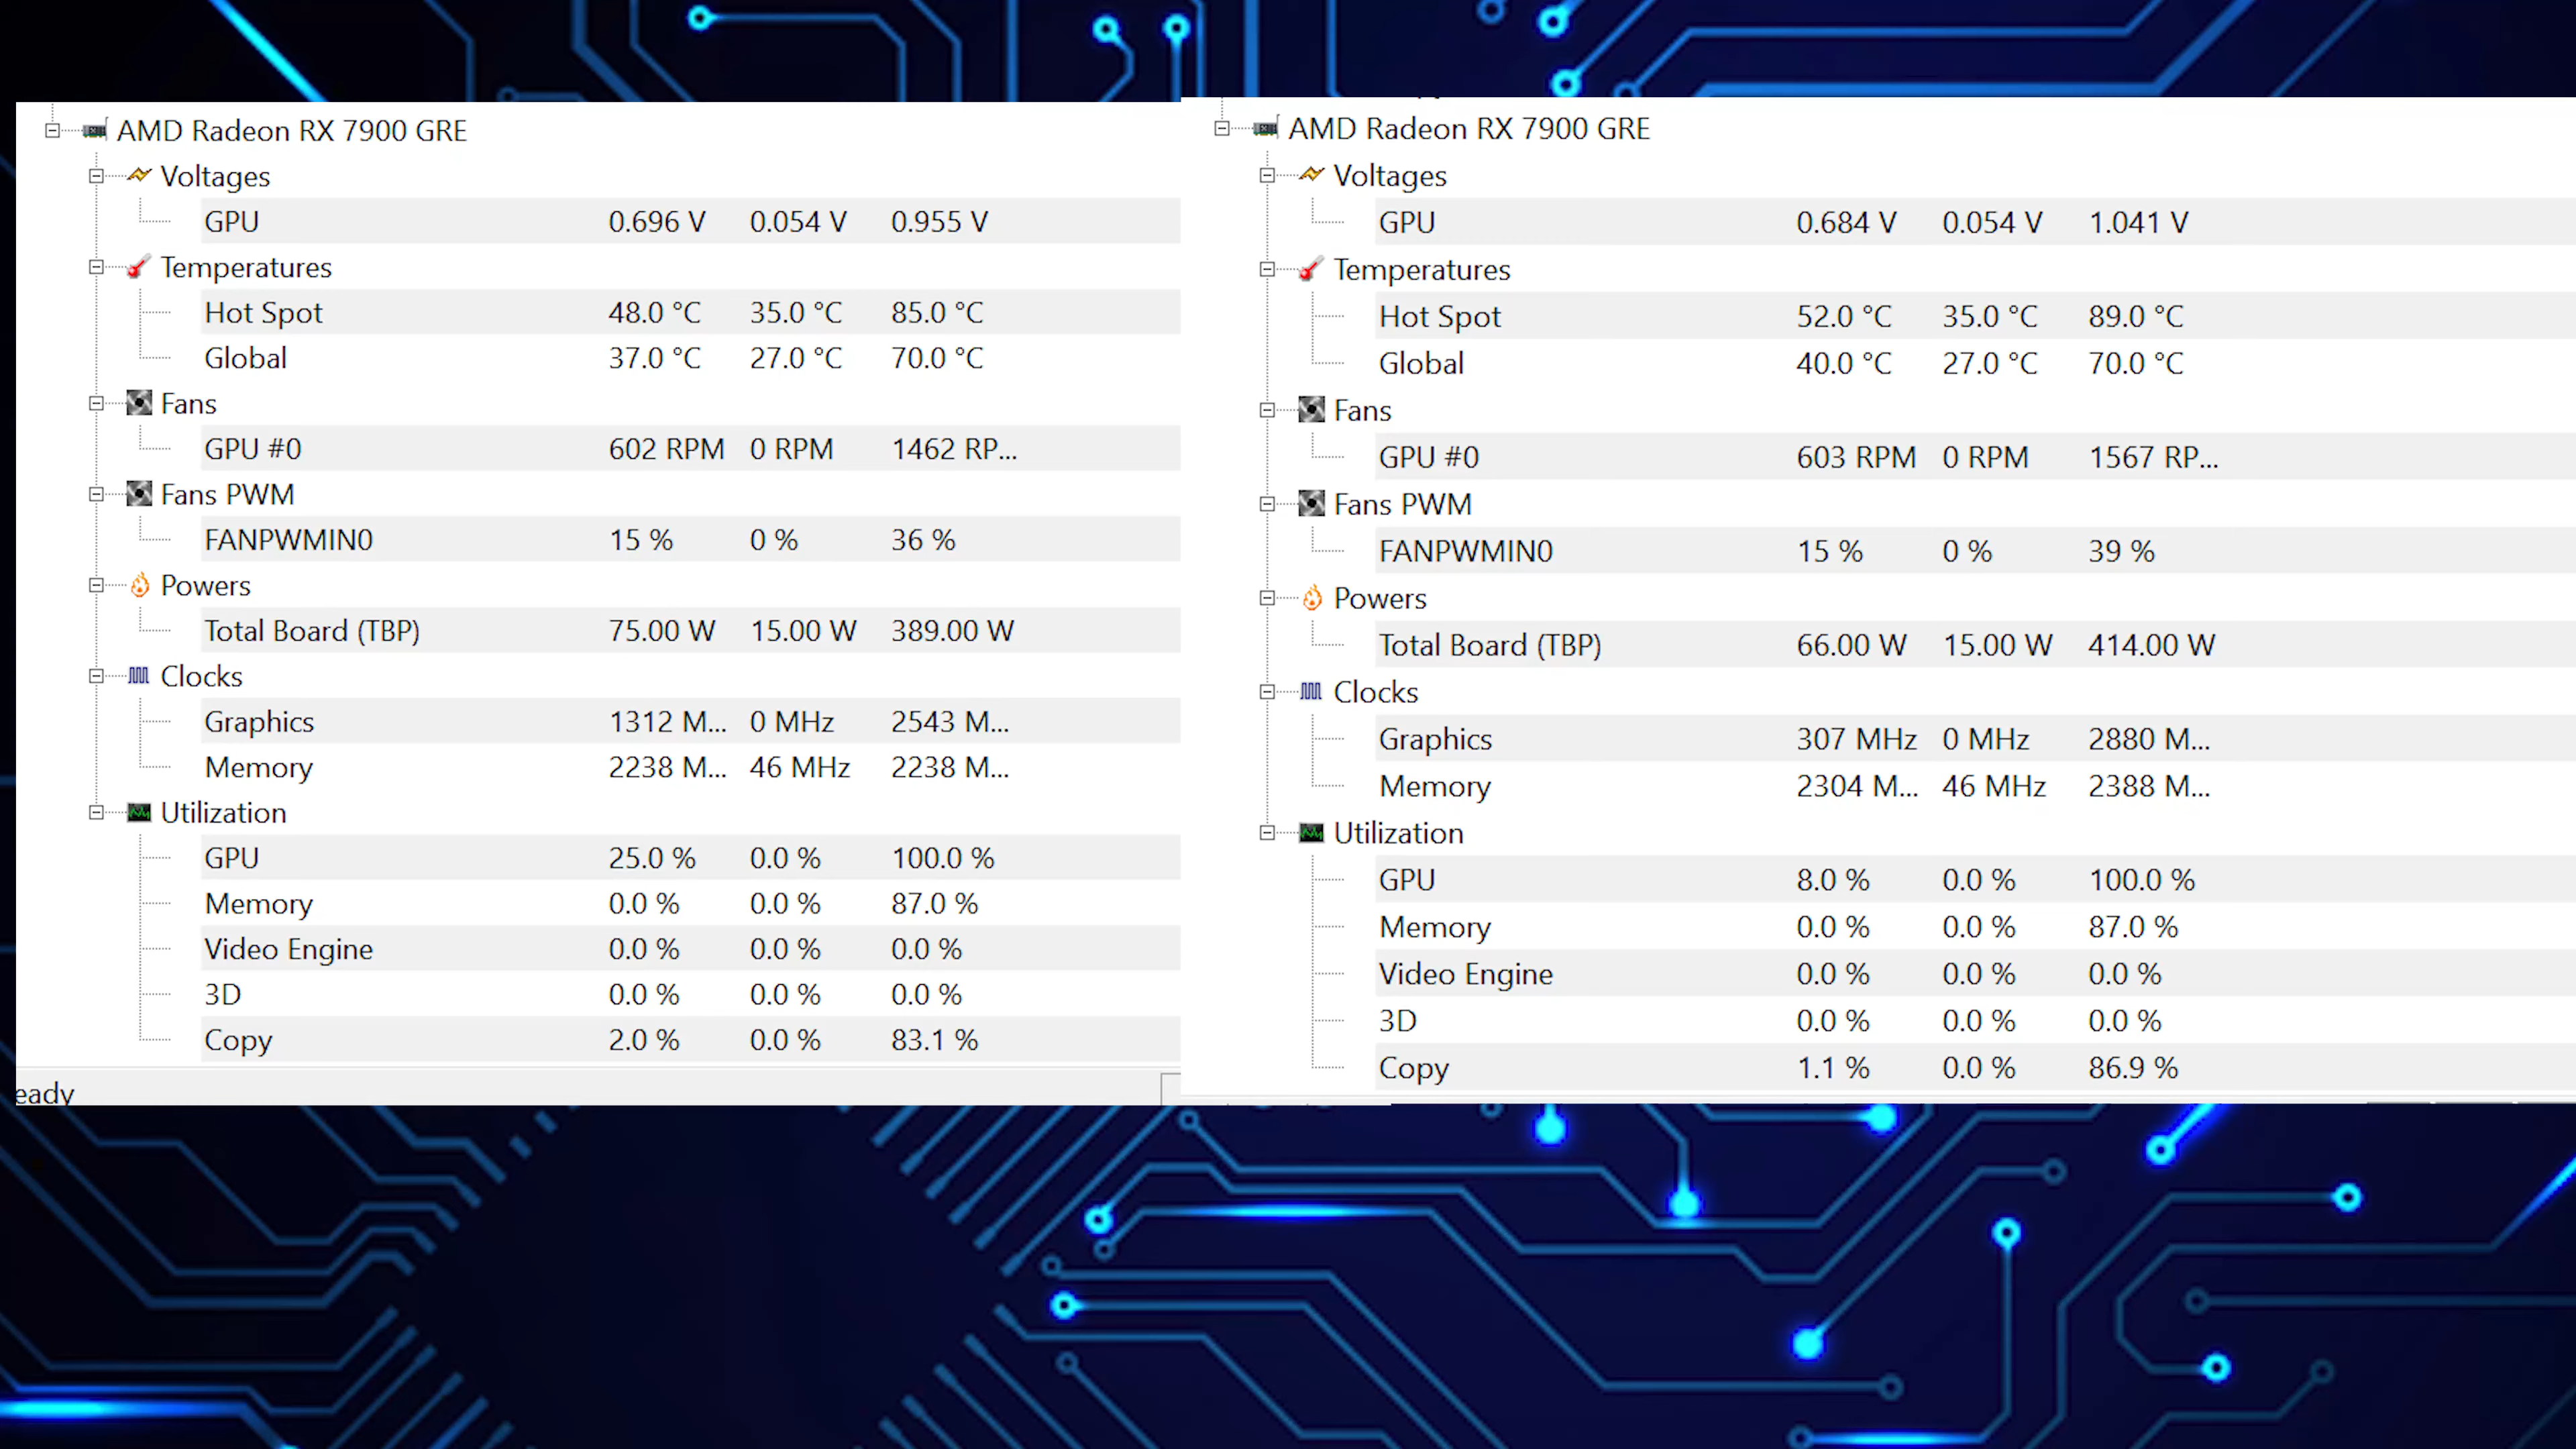 AMD Radeon RX 7900 GRE
Voltages
GPU 0.696 V 0.054 V 0.955 V
Temperatures
Hot Spot 48.0 °C 35.0 °C 85.0 °C
Global 37.0 °C 27.0 °C 70.0 °C
Fans
GPU #0 602 RPM 0 RPM 1462 RP...
Fans PWM
FANPWMIN0 15 % 0 % 36 %
Powers
Total Board (TBP) 75.00 W 15.00 W 389.00 W
Clocks
Graphics 1312 M... 0 MHz 2543 M...
Memory 2238 M... 46 MHz 2238 M...
Utilization
GPU 25.0 % 0.0 % 100.0 %
Memory 0.0 % 0.0 % 87.0 %
Video Engine 0.0 % 0.0 % 0.0 %
3D 0.0 % 0.0 % 0.0 %
Copy 2.0 % 0.0 % 83.1 %
eady
AMD Radeon RX 7900 GRE
Voltages
GPU 0.684 V 0.054 V 1.041 V
Temperatures
Hot Spot 52.0 °C 35.0 °C 89.0 °C
Global 40.0 °C 27.0 °C 70.0 °C
Fans
GPU #0 603 RPM 0 RPM 1567 RP...
Fans PWM
FANPWMIN0 15 % 0 % 39 %
Powers
Total Board (TBP) 66.00 W 15.00 W 414.00 W
Clocks
Graphics 307 MHz 0 MHz 2880 M...
Memory 2304 M... 46 MHz 2388 M...
Utilization
GPU 8.0 % 0.0 % 100.0 %
Memory 0.0 % 0.0 % 87.0 %
Video Engine 0.0 % 0.0 % 0.0 %
3D 0.0 % 0.0 % 0.0 %
Copy 1.1 % 0.0 % 86.9 %